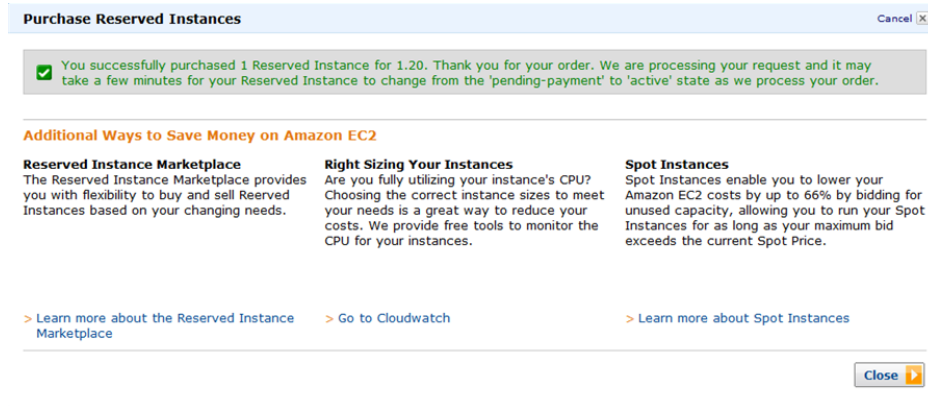 Purchase Reserved Instances
Cancel X
You successfully purchased 1 Reserved Instance for 1.20. Thank you for your order. We are processing your request and it may
take a few minutes for your Reserved Instance to change from the 'pending-payment' to 'active' state as we process your order.
Additional Ways to Save Money on Amazon EC2
Reserved Instance Marketplace
The Reserved Instance Marketplace provides
you with flexibility to buy and sell Reerved
Instances based on your changing needs.
> Learn more about the Reserved Instance
Marketplace
Right Sizing Your Instances
Are you fully utilizing your instance's CPU?
Choosing the correct instance sizes to meet
your needs is a great way to reduce your
costs. We provide free tools to monitor the
CPU for your instances.
> Go to Cloudwatch
Spot Instances
Spot Instances enable you to lower your
Amazon EC2 costs by up to 66% by bidding for
unused capacity, allowing you to run your Spot
Instances for as long as your maximum bid
exceeds the current Spot Price.
> Learn more about Spot Instances
Close